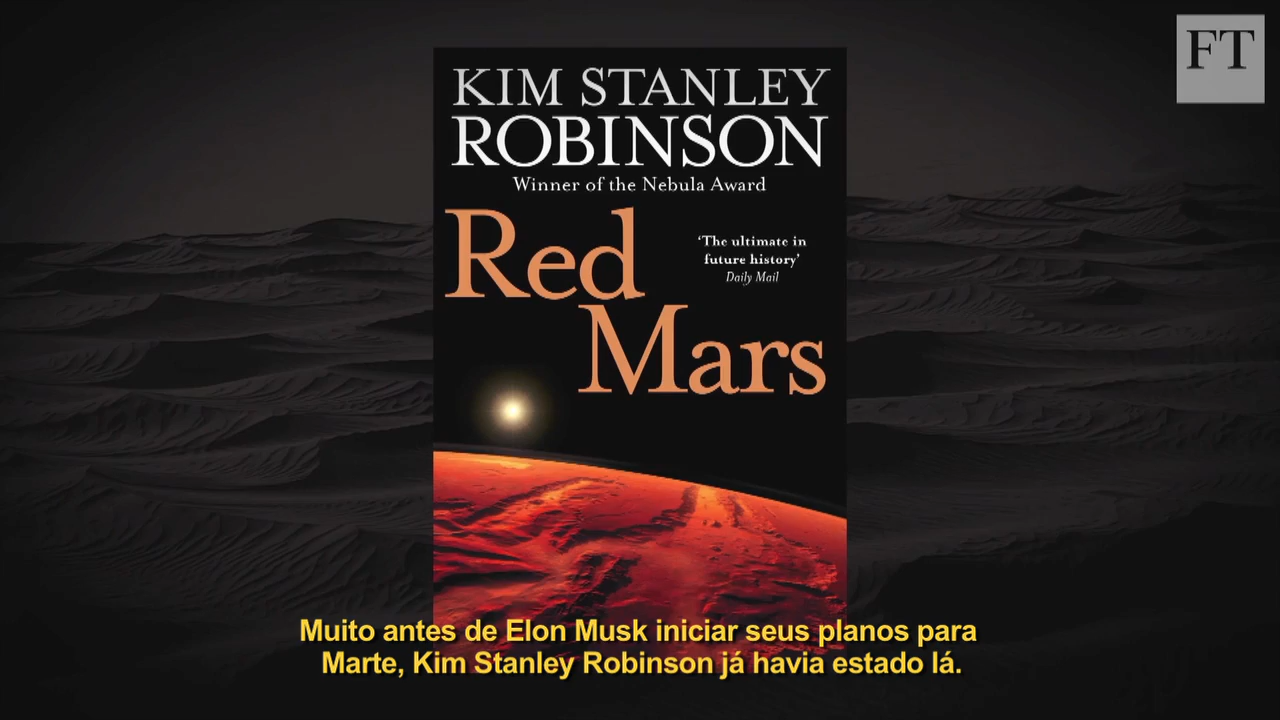 FT
KIM STANLEY
ROBINSON
Winner of the Nebula Award
Red
Mars
‘The ultimate in
future history’
Daily Mail
Muito antes de Elon Musk iniciar seus planos para
Marte, Kim Stanley Robinson já havia estado lá.